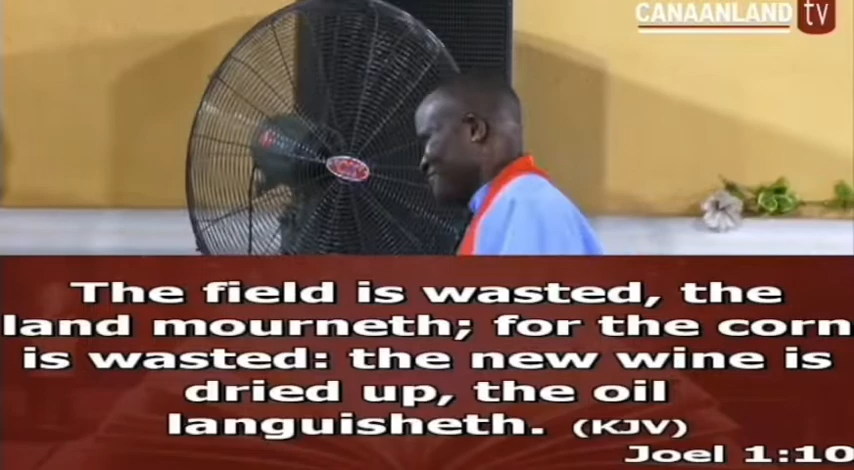 CANAANLAND tv
The field is wasted, the
land mourneth; for the corn
is wasted: the new wine is
dried up, the oil
languisheth. (KJV)
Joel 1:10